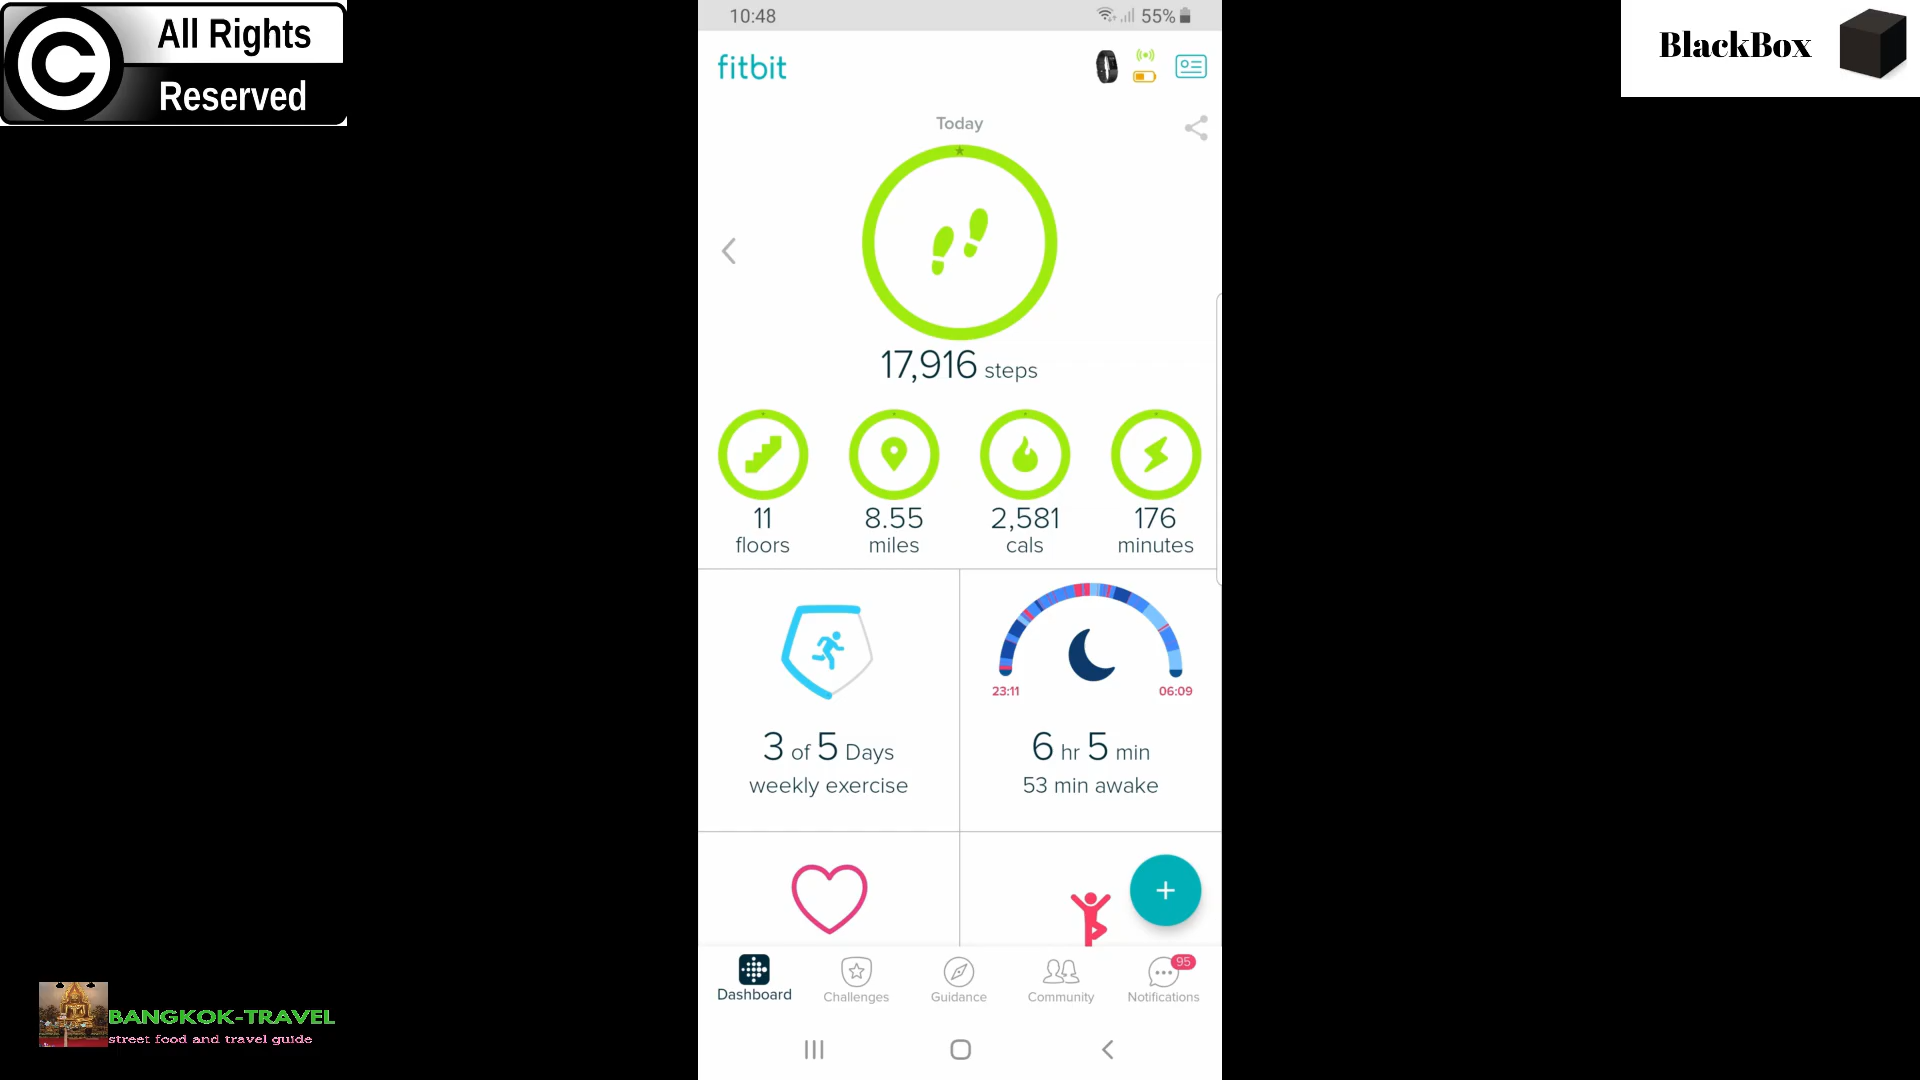 All Rights
Reserved
BlackBox
10:48
55%
fitbit
Today
17,916 steps
11
floors
8.55
miles
2,581
cals
176
minutes
23:11
06:09
3 of 5 Days
weekly exercise
6 hr 5 min
53 min awake
95
Dashboard
Challenges
Guidance
Community
Notifications
BANGKOK-TRAVEL
street food and travel guide